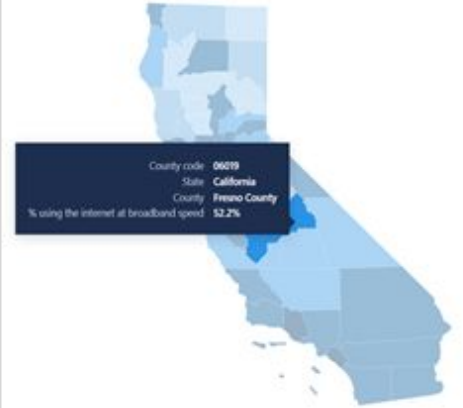 County code 06019
State California
County Fresno County
% using the internet at broadband speed 52.2%